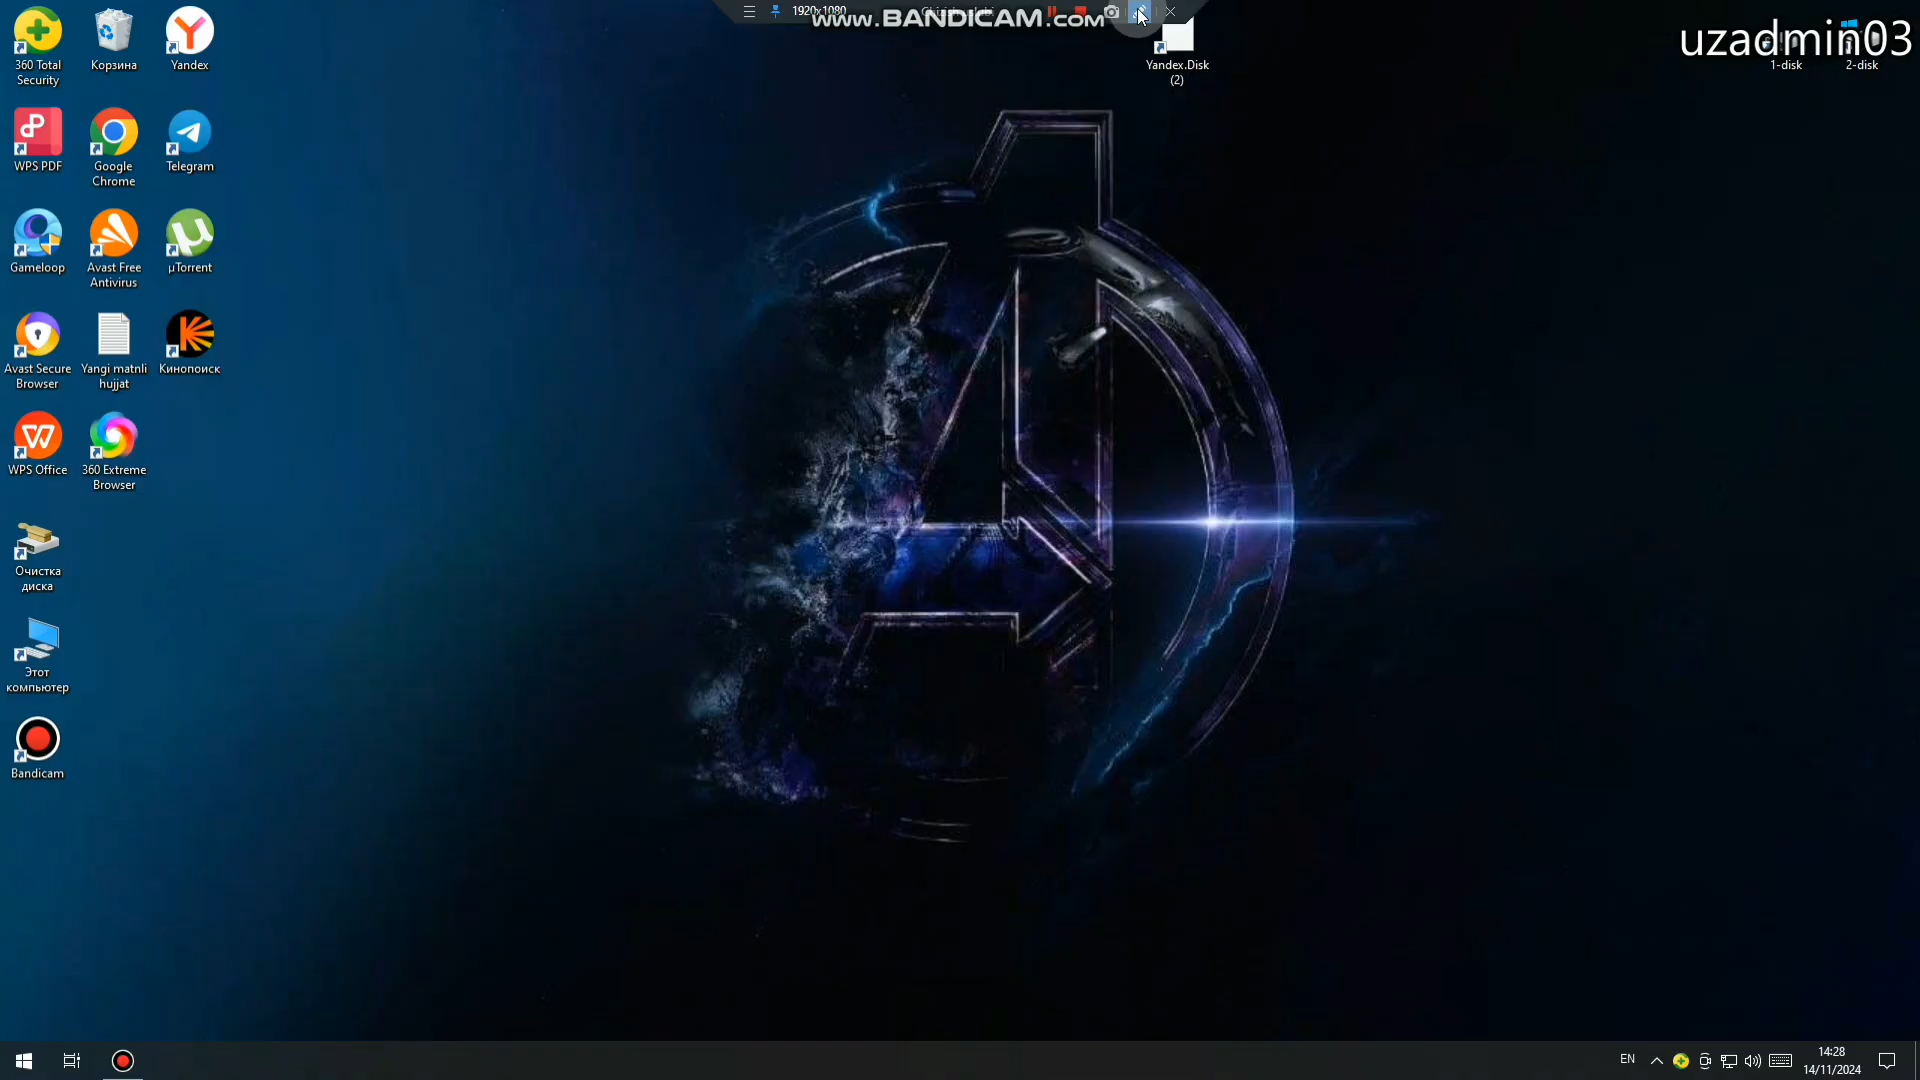 1920x1080
www.BANDICAM.com
uzadmin03
360 Total
Security
Корзина
Yandex
Yandex.Disk
(2)
1-disk
2-disk
WPS PDF
Google
Chrome
Telegram
Gameloop
Avast Free
Antivirus
µTorrent
Avast Secure
Browser
Yangi matnli
hujjat
Кинопоиск
WPS Office
360 Extreme
Browser
Очистка
диска
Этот
компьютер
Bandicam
EN
14:28
14/11/2024